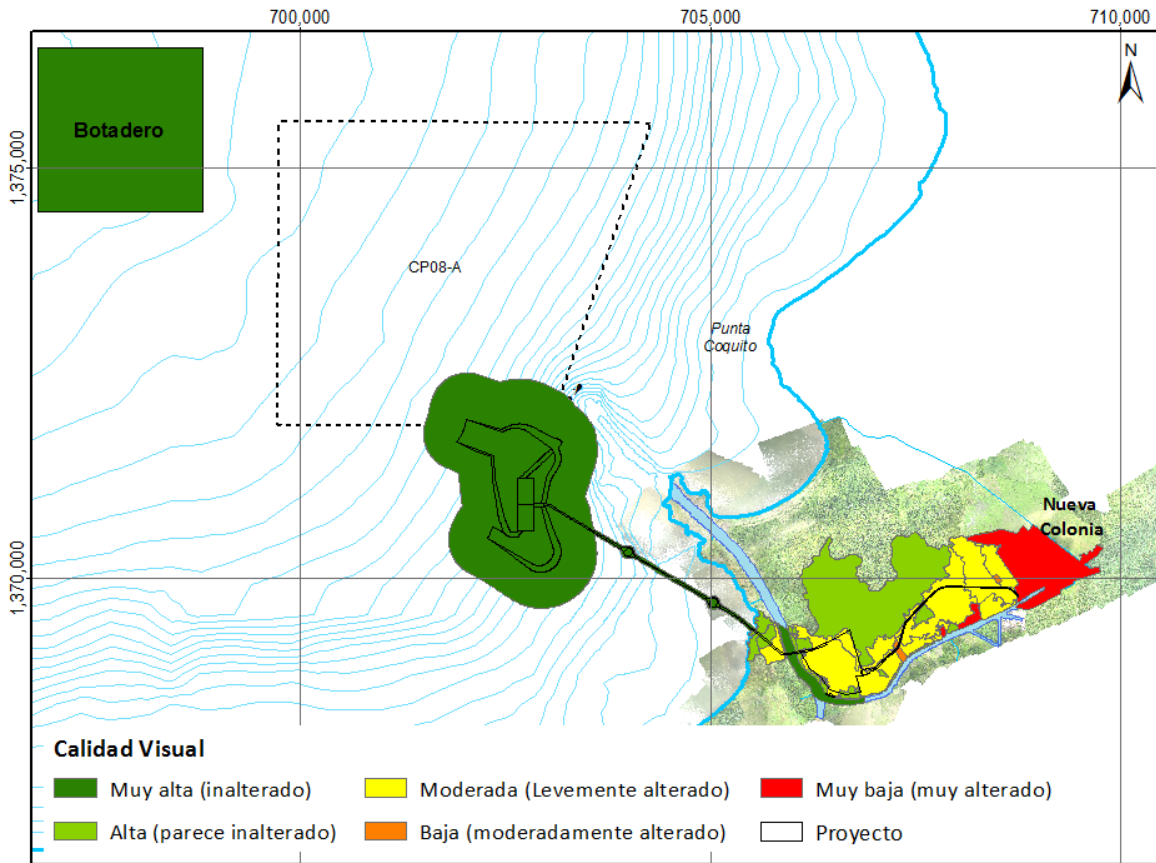 700,000
705,000
710,000
N
Botadero
1,375,000
CP08-A
Punta
Coquito
Nueva
Colonia
1,370,000
Calidad Visual
Muy alta (inalterado)
Moderada (Levemente alterado)
Muy baja (muy alterado)
Alta (parece inalterado)
Baja (moderadamente alterado)
Proyecto